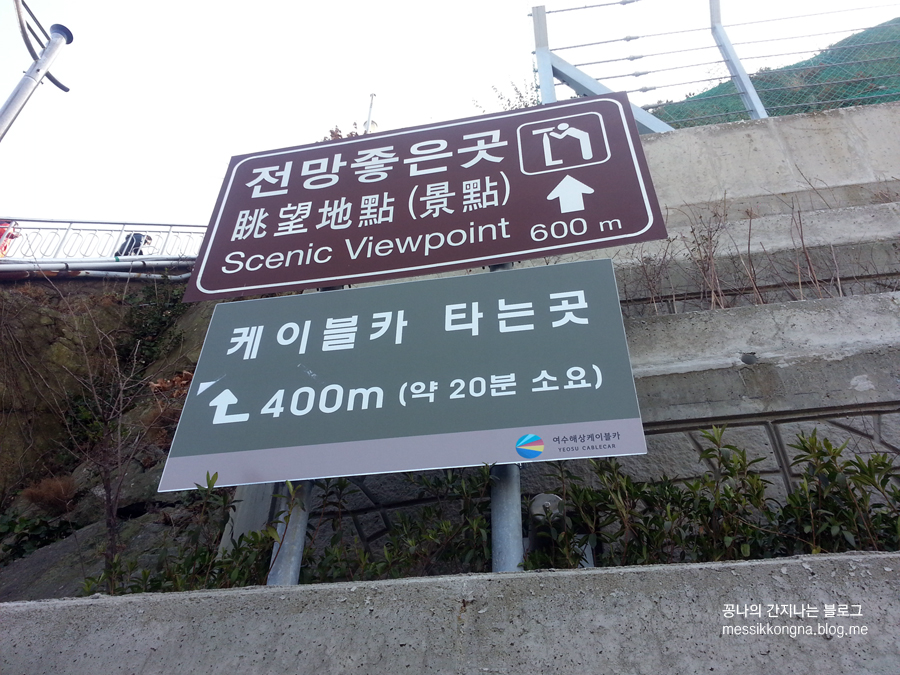 전망좋은곳
眺望地點 (景點)
Scenic Viewpoint 600 m
케이블카 타는곳
400m (약 20분 소요)
여수해상케이블카
YEOSU CABLECAR
꽁나의 간지나는 블로그
messikkongna.blog.me